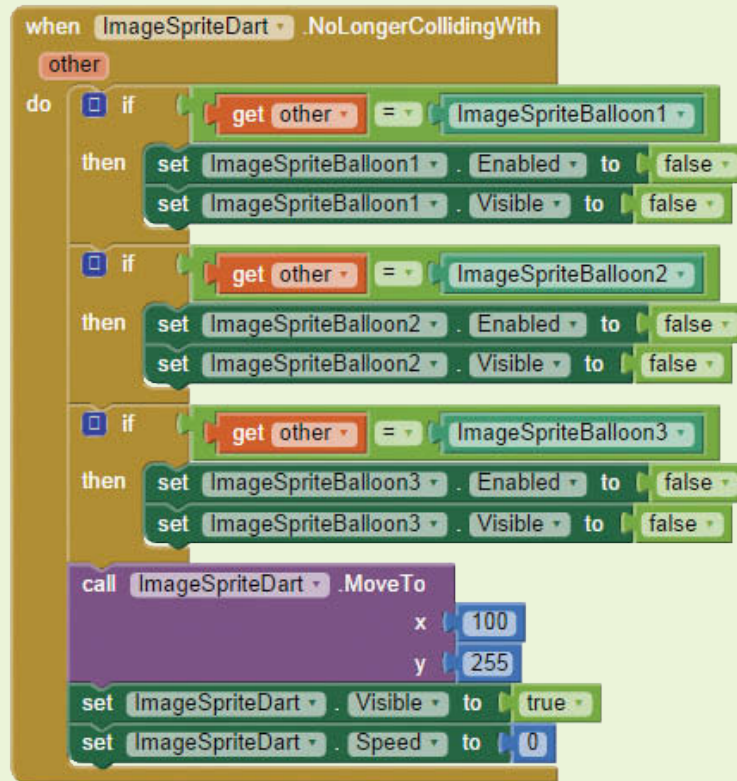 when ImageSpriteDart .NoLongerCollidingWith
other
do if get other = ImageSpriteBalloon1
then set ImageSpriteBalloon1 . Enabled to false
set ImageSpriteBalloon1 . Visible to false
if get other = ImageSpriteBalloon2
then set ImageSpriteBalloon2 . Enabled to false
set ImageSpriteBalloon2 . Visible to false
if get other = ImageSpriteBalloon3
then set ImageSpriteBalloon3 . Enabled to false
set ImageSpriteBalloon3 . Visible to false
call ImageSpriteDart .MoveTo
x 100
y 255
set ImageSpriteDart . Visible to true
set ImageSpriteDart . Speed to 0